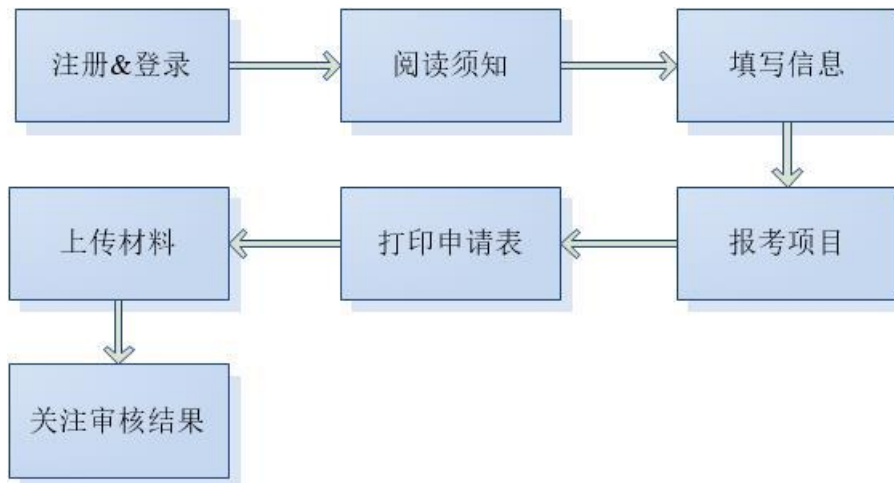 注册&登录
阅读须知
填写信息
报考项目
打印申请表
上传材料
关注审核结果